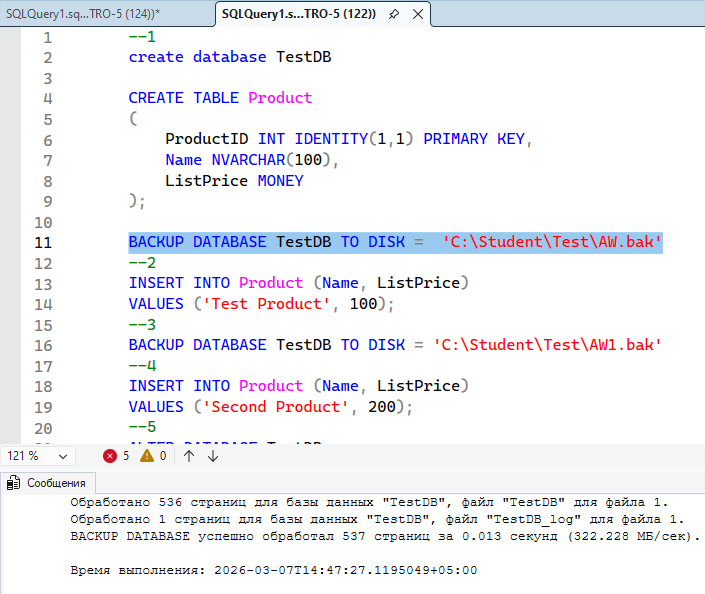 SQLQuery1.sq...TRO-5 (124))*
SQLQuery1.s...TRO-5 (122))
1 --1
2 create database TestDB
3
4 CREATE TABLE Product
5 (
6 ProductID INT IDENTITY(1,1) PRIMARY KEY,
7 Name NVARCHAR(100),
8 ListPrice MONEY
9 );
10
11 BACKUP DATABASE TestDB TO DISK = 'C:\Student\Test\AW.bak'
12 --2
13 INSERT INTO Product (Name, ListPrice)
14 VALUES ('Test Product', 100);
15 --3
16 BACKUP DATABASE TestDB TO DISK = 'C:\Student\Test\AW1.bak'
17 --4
18 INSERT INTO Product (Name, ListPrice)
19 VALUES ('Second Product', 200);
20 --5
ALTER DATABASE TestDB
121 % 5 0
Сообщения
Обработано 536 страниц для базы данных "TestDB", файл "TestDB" для файла 1.
Обработано 1 страниц для базы данных "TestDB", файл "TestDB_log" для файла 1.
BACKUP DATABASE успешно обработал 537 страниц за 0.013 секунд (322.228 МБ/сек).
Время выполнения: 2026-03-07T14:47:27.1195049+05:00